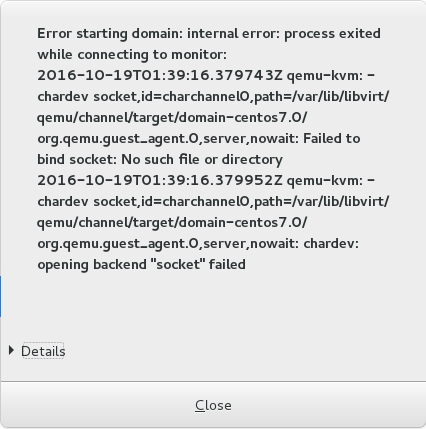 Error starting domain: internal error: process exited
while connecting to monitor:
2016-10-19T01:39:16.379743Z qemu-kvm: -
chardev socket,id=charchannel0,path=/var/lib/libvirt/
qemu/channel/target/domain-centos7.0/
org.qemu.guest_agent.0,server,nowait: Failed to
bind socket: No such file or directory
2016-10-19T01:39:16.379952Z qemu-kvm: -
chardev socket,id=charchannel0,path=/var/lib/libvirt/
qemu/channel/target/domain-centos7.0/
org.qemu.guest_agent.0,server,nowait: chardev:
opening backend "socket" failed
Details
Close